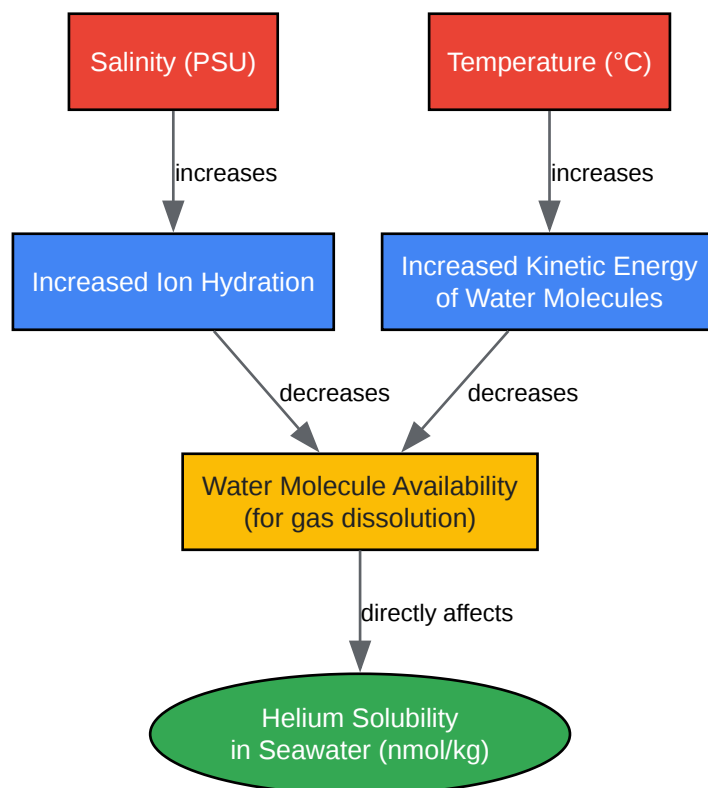 Salinity (PSU)
Temperature (°C)
increases
increases
Increased Ion Hydration
Increased Kinetic Energy
of Water Molecules
decreases
decreases
Water Molecule Availability
(for gas dissolution)
directly affects
Helium Solubility
in Seawater (nmol/kg)